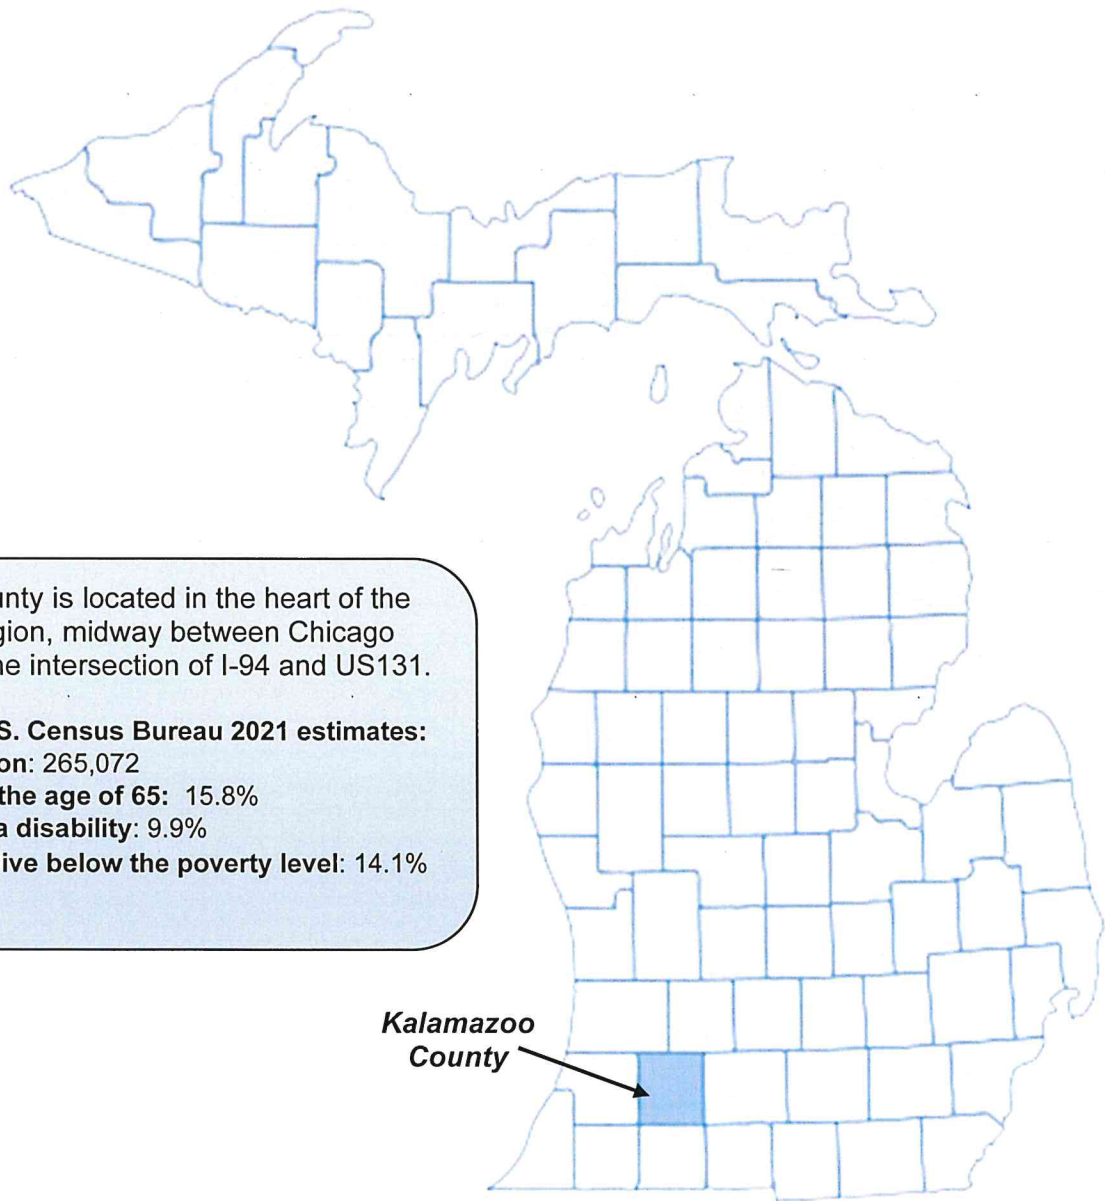 unty is located in the heart of the
gion, midway between Chicago
ne intersection of I-94 and US131.
S. Census Bureau 2021 estimates:
on: 265,072
the age of 65: 15.8%
a disability: 9.9%
ive below the poverty level: 14.1%
Kalamazoo
County